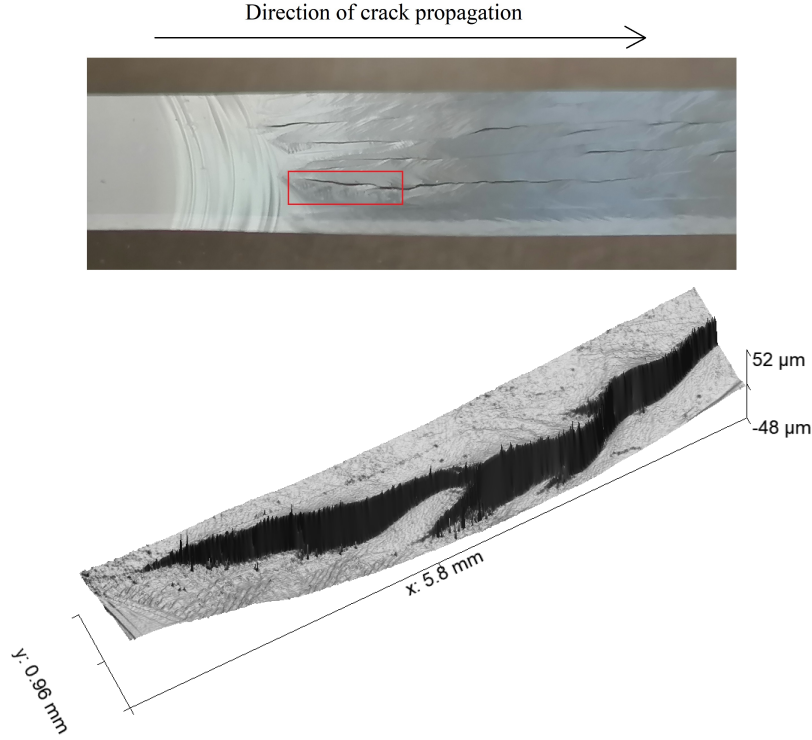 Direction of crack propagation
52 µm
-48 µm
x: 5.8 mm
y: 0.96 mm